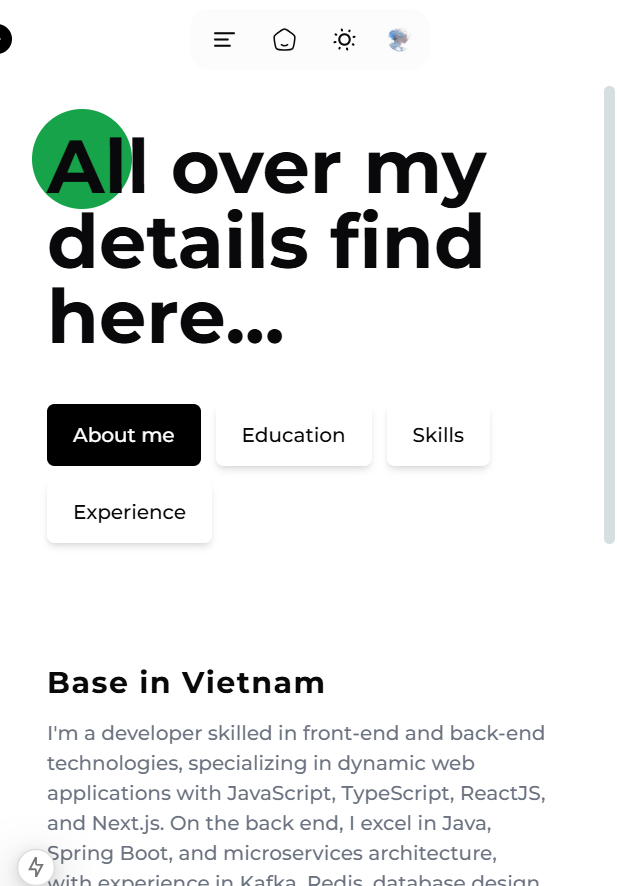 All over my
details find
here...
About me
Education
Skills
Experience
Base in Vietnam
I'm a developer skilled in front-end and back-end
technologies, specializing in dynamic web
applications with JavaScript, TypeScript, ReactJS,
and Next.js. On the back end, I excel in Java,
Spring Boot, and microservices architecture,
with experience in Kafka, Redis, database design,